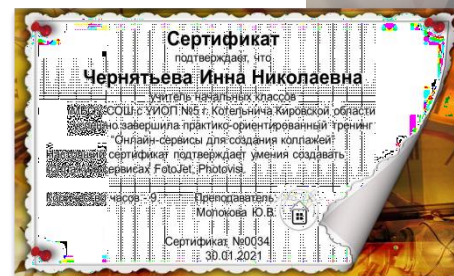 Сертификат
подтверждает, что
Чернятьева Инна Николаевна
учитель начальных классов
СОШ с УИОП №5 г. Котельнича Кировской области
завершила практико-ориентированный тренинг
"Онлайн-сервисы для создания коллажей"
сертификат подтверждает умения создавать
сервисах FotoJet, Photovisi,
часов - 9. Преподаватель:
Мопокова Ю.В.
Сертификат №0034
30.01.2021